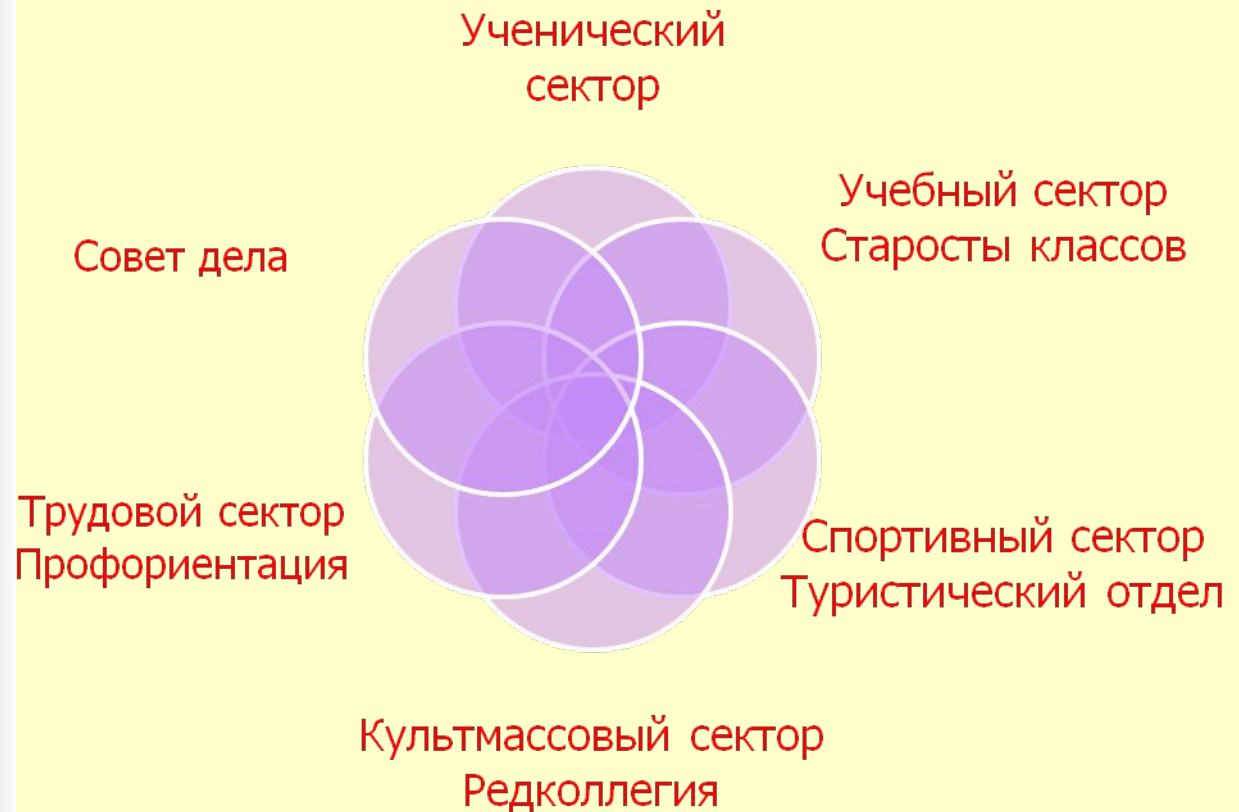 Ученический
сектор
Учебный сектор
Старосты классов
Совет дела
Трудовой сектор
Профориентация
Спортивный сектор
Туристический отдел
Культмассовый сектор
Редколлегия